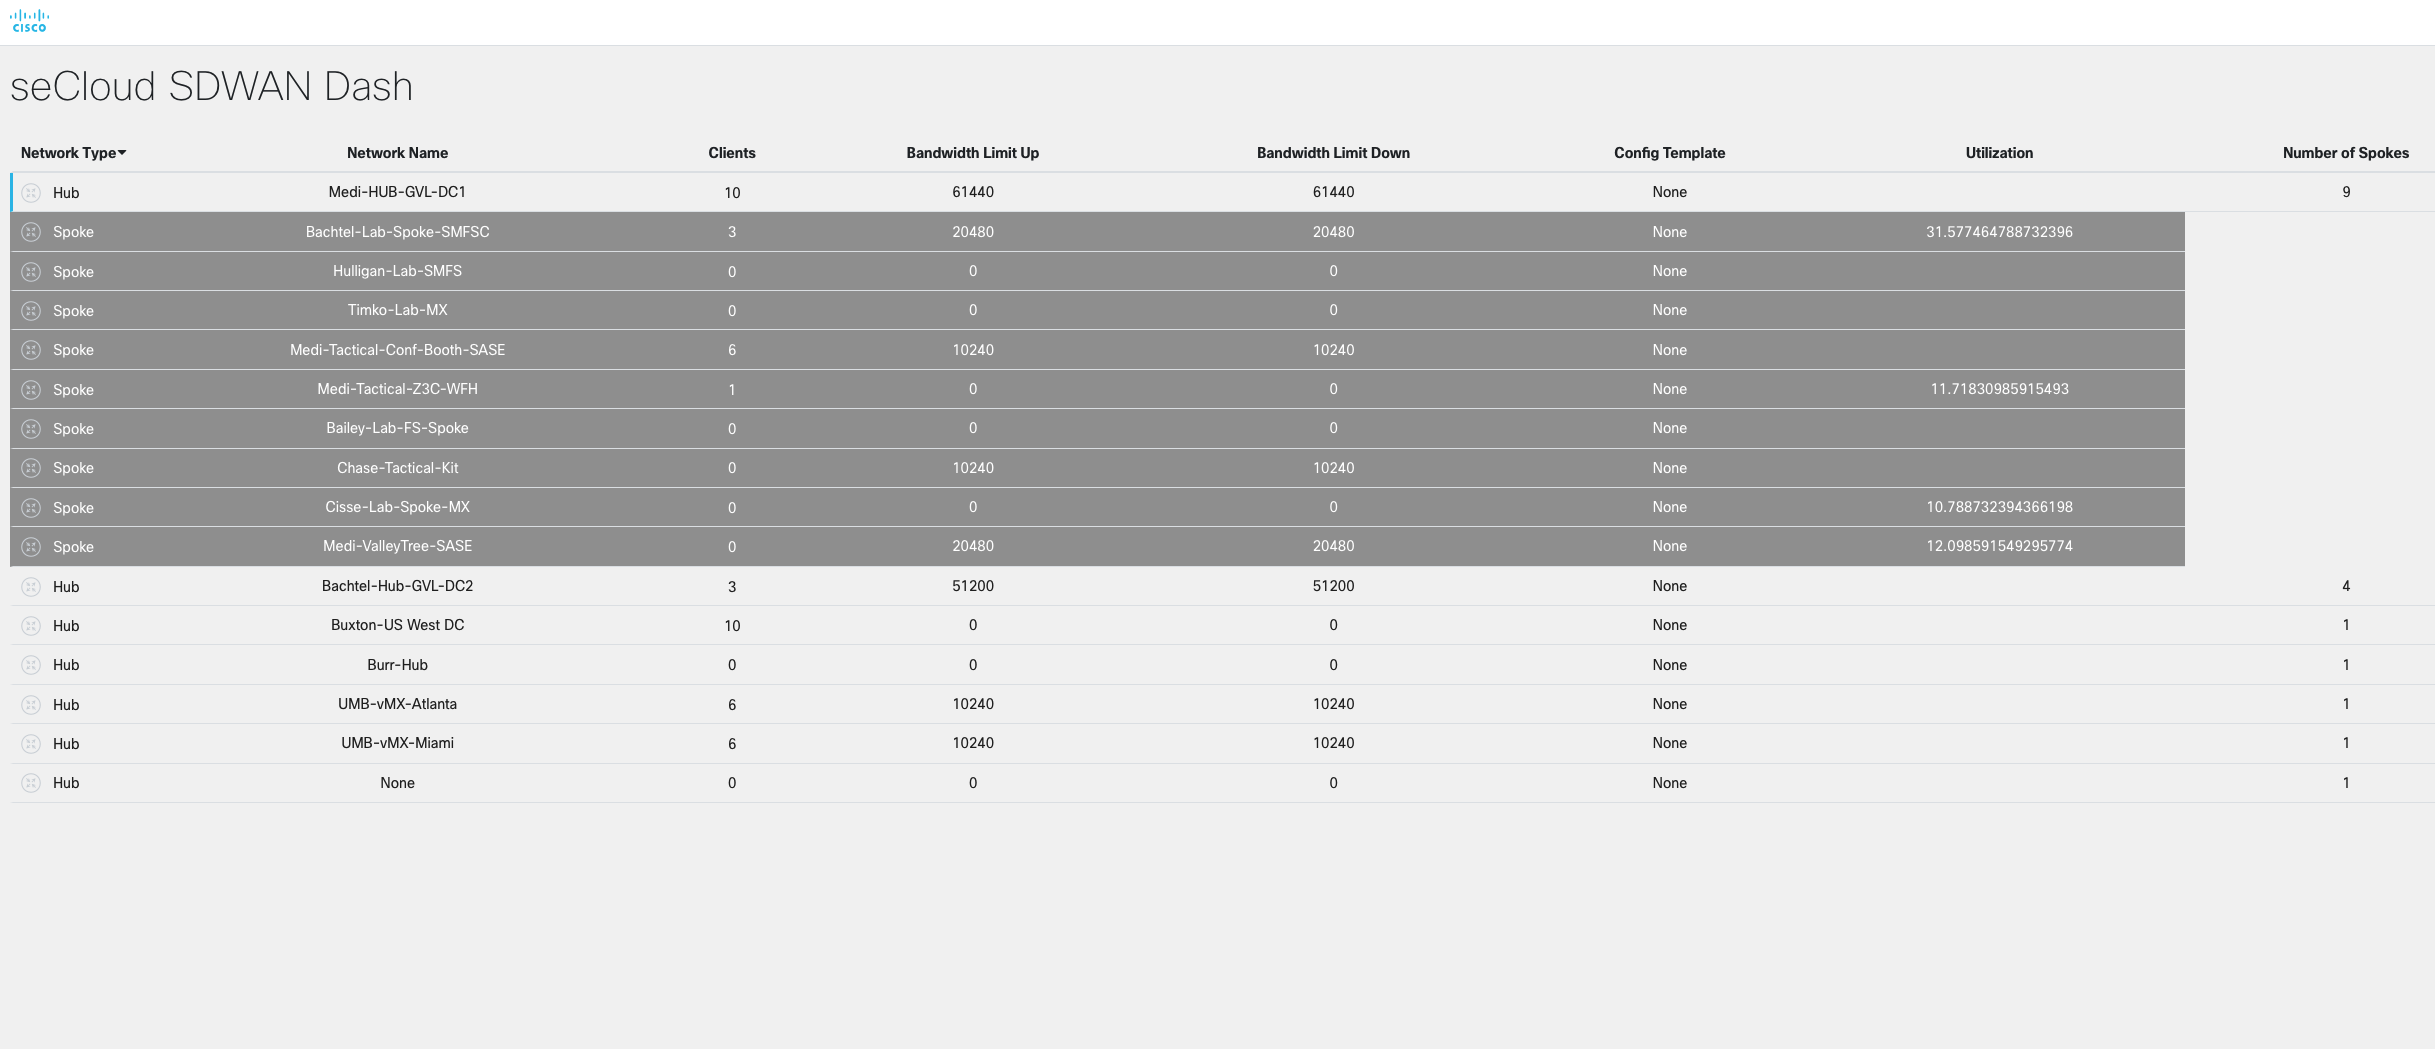 CISCO
seCloud SDWAN Dash
Network Type Network Name Clients Bandwidth Limit Up Bandwidth Limit Down Config Template Utilization Number of Spokes
Hub Medi-HUB-GVL-DC1 10 61440 61440 None 9
Spoke Bachtel-Lab-Spoke-SMFSC 3 20480 20480 None 31.577464788732396
Spoke Hulligan-Lab-SMFS 0 0 0 None
Spoke Timko-Lab-MX 0 0 0 None
Spoke Medi-Tactical-Conf-Booth-SASE 6 10240 10240 None
Spoke Medi-Tactical-Z3C-WFH 1 0 0 None 11.71830985915493
Spoke Bailey-Lab-FS-Spoke 0 0 0 None
Spoke Chase-Tactical-Kit 0 10240 10240 None
Spoke Cisse-Lab-Spoke-MX 0 0 0 None 10.788732394366198
Spoke Medi-ValleyTree-SASE 0 20480 20480 None 12.098591549295774
Hub Bachtel-Hub-GVL-DC2 3 51200 51200 None 4
Hub Buxton-US West DC 10 0 0 None 1
Hub Burr-Hub 0 0 0 None 1
Hub UMB-vMX-Atlanta 6 10240 10240 None 1
Hub UMB-vMX-Miami 6 10240 10240 None 1
Hub None 0 0 0 None 1